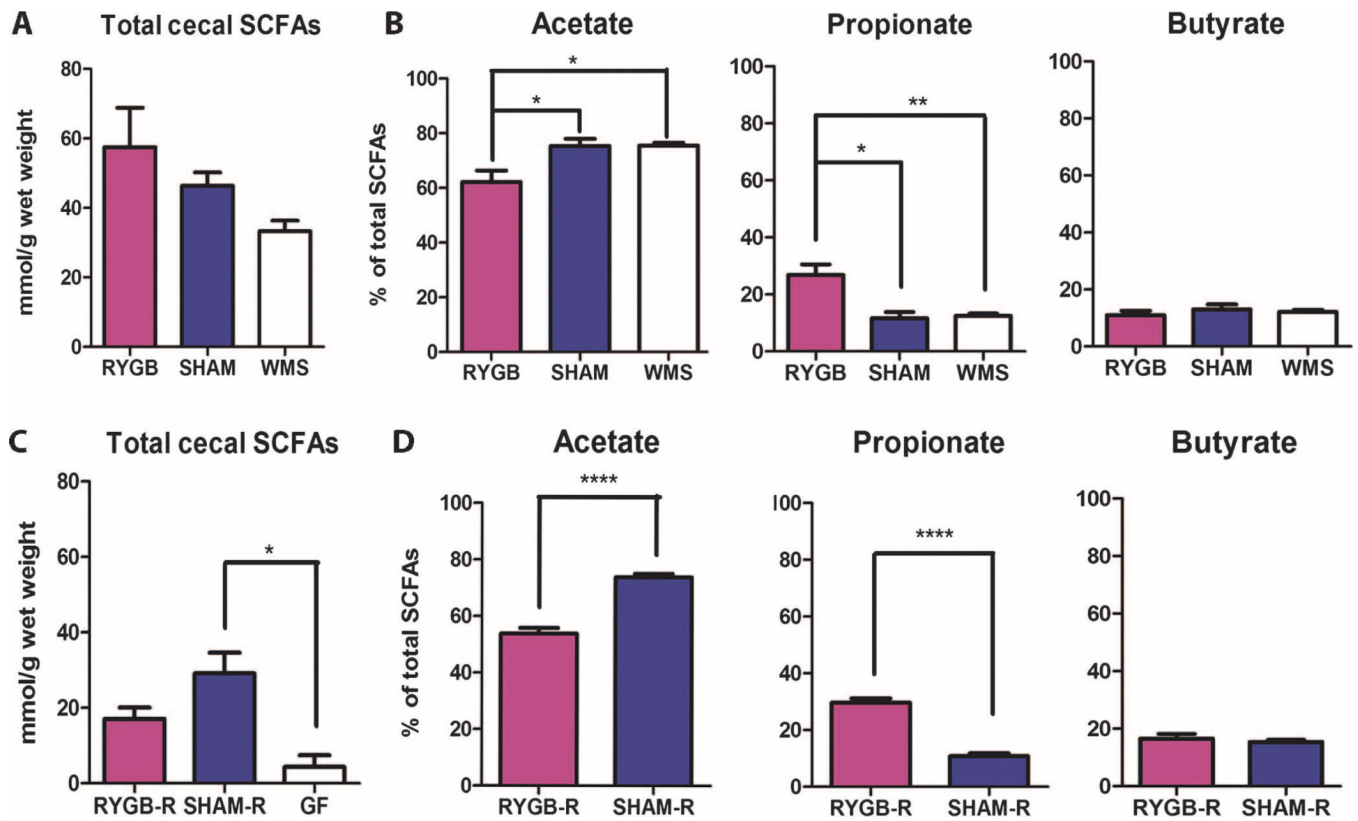 A Total cecal SCFAs
mmol/g wet weight
80
60
40
20
0
RYGB SHAM WMS
B Acetate
% of total SCFAs
100
80
60
40
20
0
*
*
RYGB SHAM WMS
Propionate
100
80
60
40
20
0
**
*
RYGB SHAM WMS
Butyrate
100
80
60
40
20
0
RYGB SHAM WMS
C Total cecal SCFAs
mmol/g wet weight
80
60
40
20
0
*
RYGB-R SHAM-R GF
D Acetate
% of total SCFAs
100
80
60
40
20
0
****
RYGB-R SHAM-R
Propionate
100
80
60
40
20
0
****
RYGB-R SHAM-R
Butyrate
100
80
60
40
20
0
RYGB-R SHAM-R